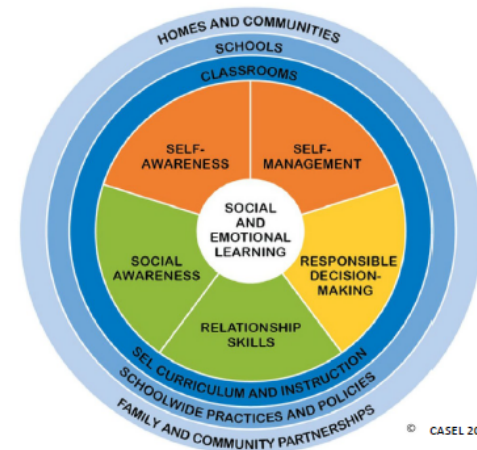 HOMES AND COMMUNITIES
SCHOOLS
CLASSROOMS
SELF-
AWARENESS
SELF-
MANAGEMENT
SOCIAL
AND
EMOTIONAL
LEARNING
SOCIAL
AWARENESS
RESPONSIBLE
DECISION-
MAKING
RELATIONSHIP
SKILLS
SEL CURRICULUM AND INSTRUCTION
SCHOOLWIDE PRACTICES AND POLICIES
FAMILY AND COMMUNITY PARTNERSHIPS
© CASEL 20